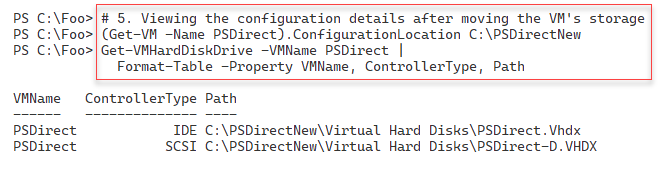 PS C:\Foo> # 5. Viewing the configuration details after moving the VM's storage
PS C:\Foo> (Get-VM -Name PSDirect).ConfigurationLocation C:\PSDirectNew
PS C:\Foo> Get-VMHardDiskDrive -VMName PSDirect |
Format-Table -Property VMName, ControllerType, Path
VMName ControllerType Path
------ -------------- ----
PSDirect IDE C:\PSDirectNew\Virtual Hard Disks\PSDirect.Vhdx
PSDirect SCSI C:\PSDirectNew\Virtual Hard Disks\PSDirect-D.VHDX